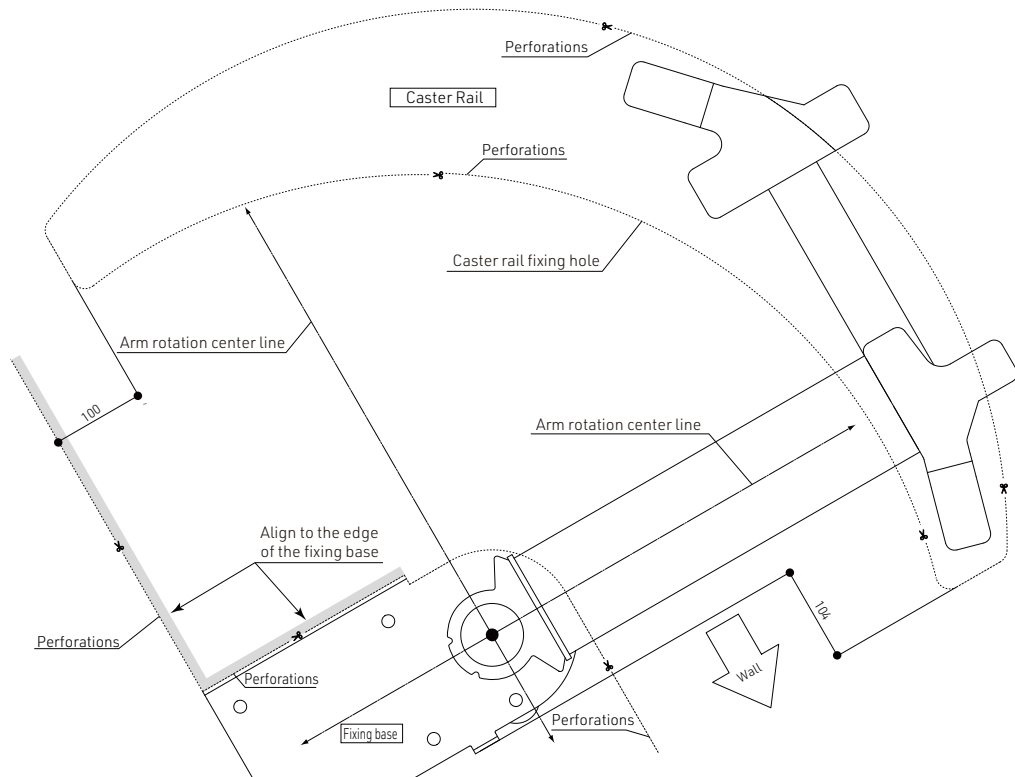 Perforations
Caster Rail
Perforations
Caster rail fixing hole
Arm rotation center line
100
Arm rotation center line
Align to the edge
of the fixing base
104
Perforations
Wall
Perforations
Perforations
Fixing base